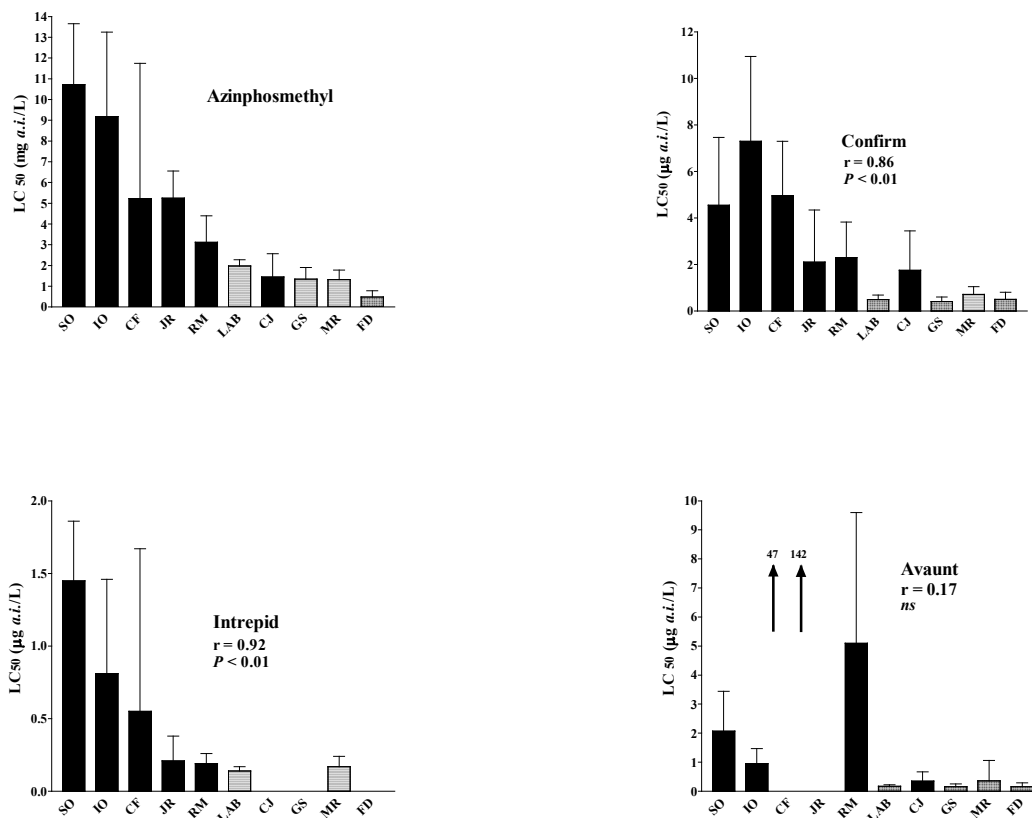 14
13
12
11
10
9
8
7
6
5
4
3
2
1
0
LC 50 (mg a.i./L)
Azinphosmethyl
SO IO CF JR RM LAB CJ GS MR FD
12
10
8
6
4
2
0
LC50 (µg a.i./L)
Confirm
r = 0.86
P < 0.01
SO IO CF JR RM LAB CJ GS MR FD
2.0
1.5
1.0
0.5
0.0
LC50 (µg a.i./L)
Intrepid
r = 0.92
P < 0.01
SO IO CF JR RM LAB CJ GS MR FD
10
9
8
7
6
5
4
3
2
1
0
LC 50 (µg a.i./L)
47 142
Avaunt
r = 0.17
ns
SO IO CF JR RM LAB CJ GS MR FD